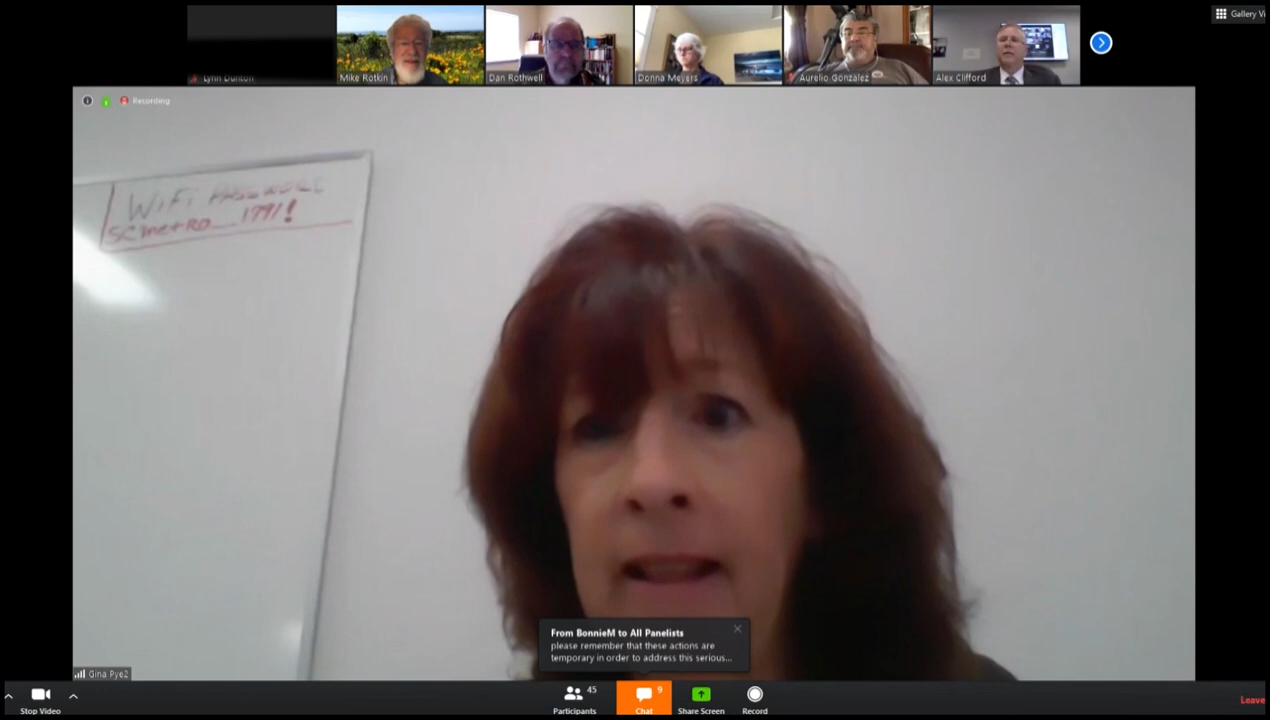 Gallery Vi
Lynn Dunton
Mike Rotkin
Dan Rothwell
Donna Meyers
Aurelio Gonzalez
Alex Clifford
Recording
WiFi PASSWORD
SCmetRO__1791!
From BonnieM to All Panelists
please remember that these actions are
temporary in order to address this serious...
Gina Pye2
Stop Video
45
Participants
9
Chat
Share Screen
Record
Leave